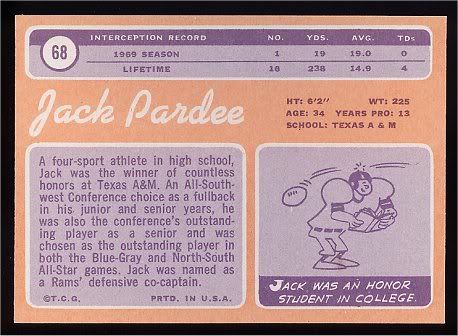 68
INTERCEPTION RECORD NO. YDS. AVG. TDs
1969 SEASON 1 19 19.0 0
LIFETIME 16 238 14.9 4
Jack Pardee
HT: 6'2" WT: 225
AGE: 34 YEARS PRO: 13
SCHOOL: TEXAS A & M
A four-sport athlete in high school,
Jack was the winner of countless
honors at Texas A&M. An All-South-
west Conference choice as a fullback
in his junior and senior years, he
was also the conference's outstand-
ing player as a senior and was
chosen as the outstanding player in
both the Blue-Gray and North-South
All-Star games. Jack was named as
a Rams' defensive co-captain.
©T.C.G. PRTD. IN U.S.A.
JACK WAS AN HONOR
STUDENT IN COLLEGE.